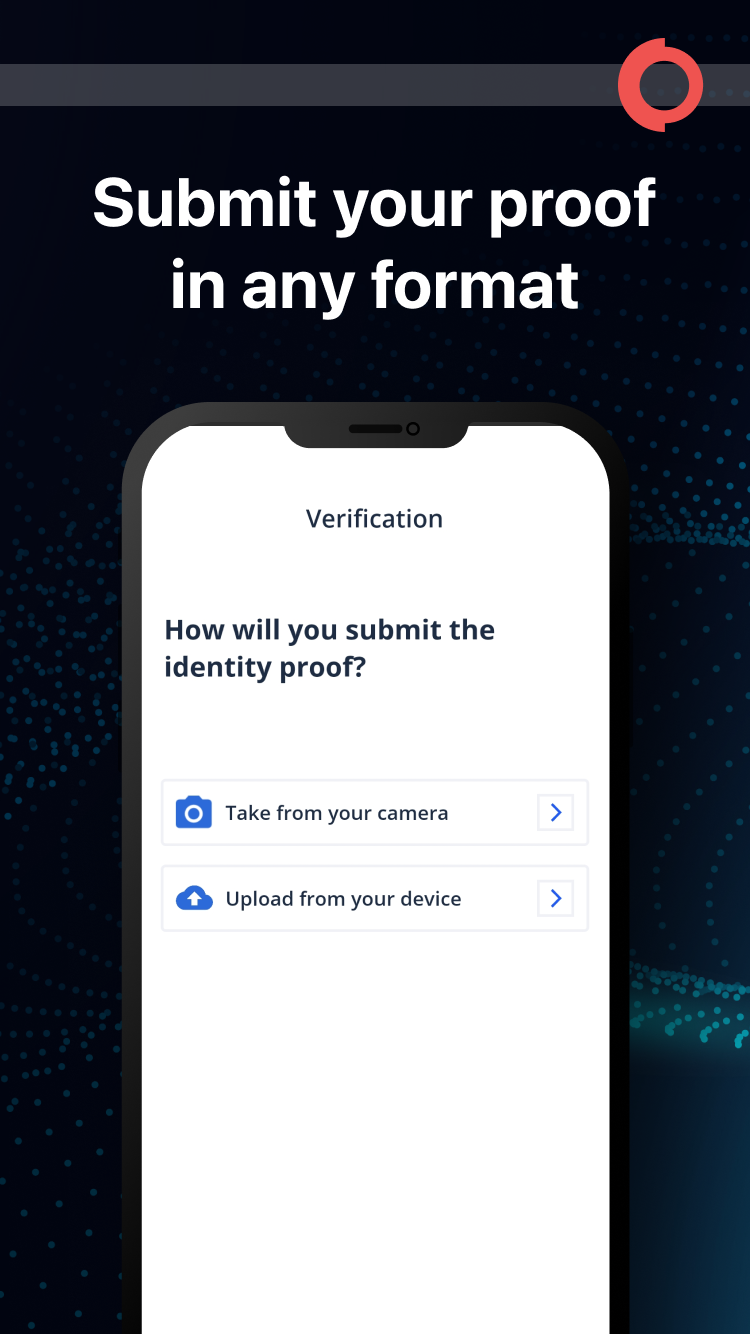 Submit your proof
in any format
Verification
How will you submit the
identity proof?
Take from your camera
Upload from your device